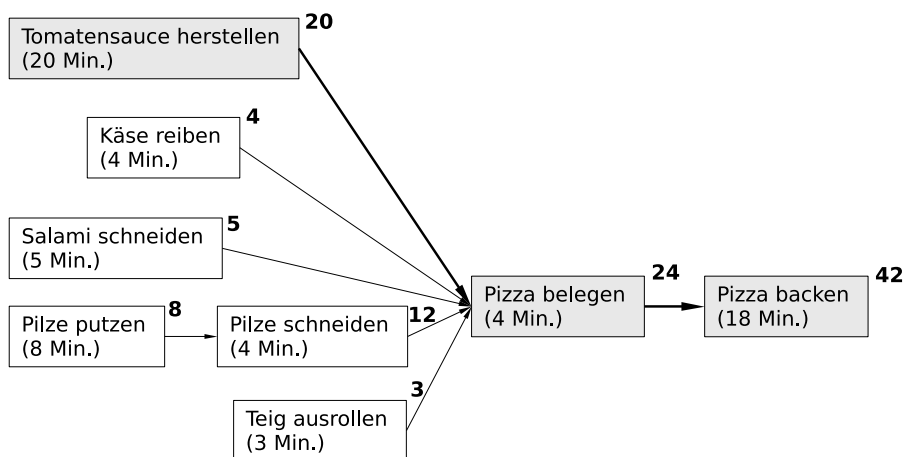 20
Tomatensauce herstellen
(20 Min.)
4
Käse reiben
(4 Min.)
5
Salami schneiden
(5 Min.)
24
Pizza belegen
(4 Min.)
42
Pizza backen
(18 Min.)
8
Pilze putzen
(8 Min.)
12
Pilze schneiden
(4 Min.)
3
Teig ausrollen
(3 Min.)